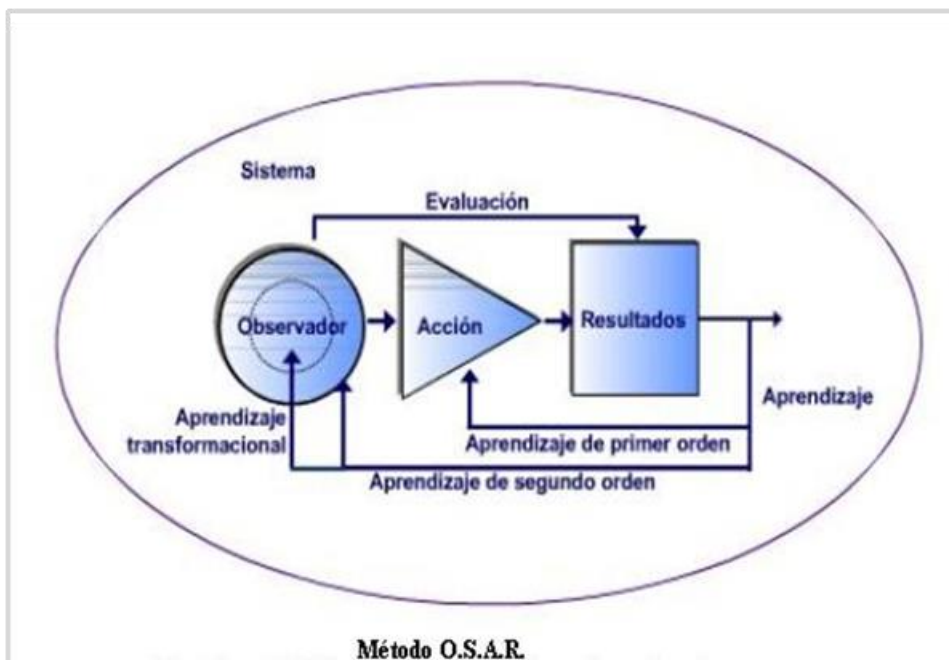 Sistema
Evaluación
Observador
Acción
Resultados
Aprendizaje
Aprendizaje
transformacional
Aprendizaje de primer orden
Aprendizaje de segundo orden
Método O.S.A.R.